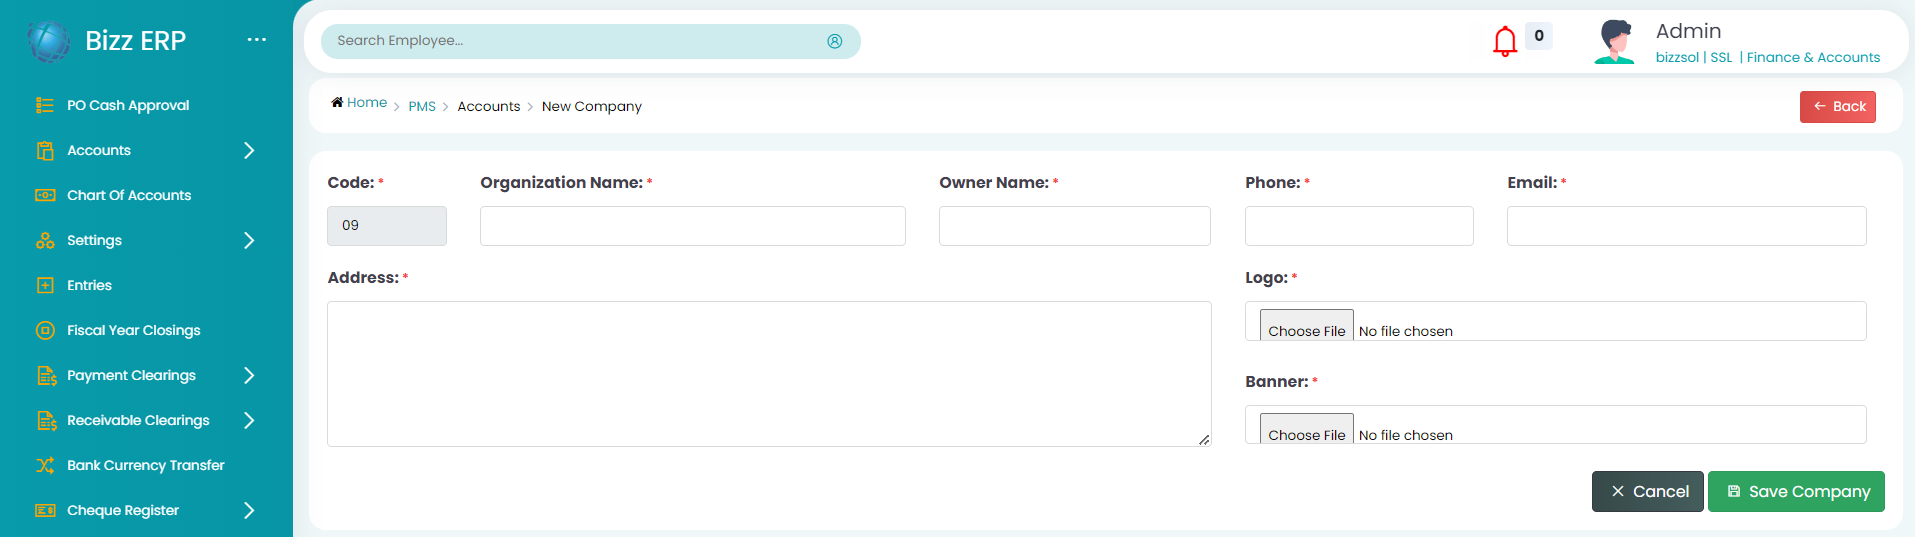 Bizz ERP
PO Cash Approval
Accounts
Chart Of Accounts
Settings
Entries
Fiscal Year Closings
Payment Clearings
Receivable Clearings
Bank Currency Transfer
Cheque Register
Search Employee...
0
Admin
bizzsol | SSL | Finance & Accounts
Home > PMS > Accounts > New Company
Back
Code: * Organization Name: * Owner Name: * Phone: * Email: *
09
Address: * Logo: *
Choose File No file chosen
Banner: *
Choose File No file chosen
Cancel Save Company